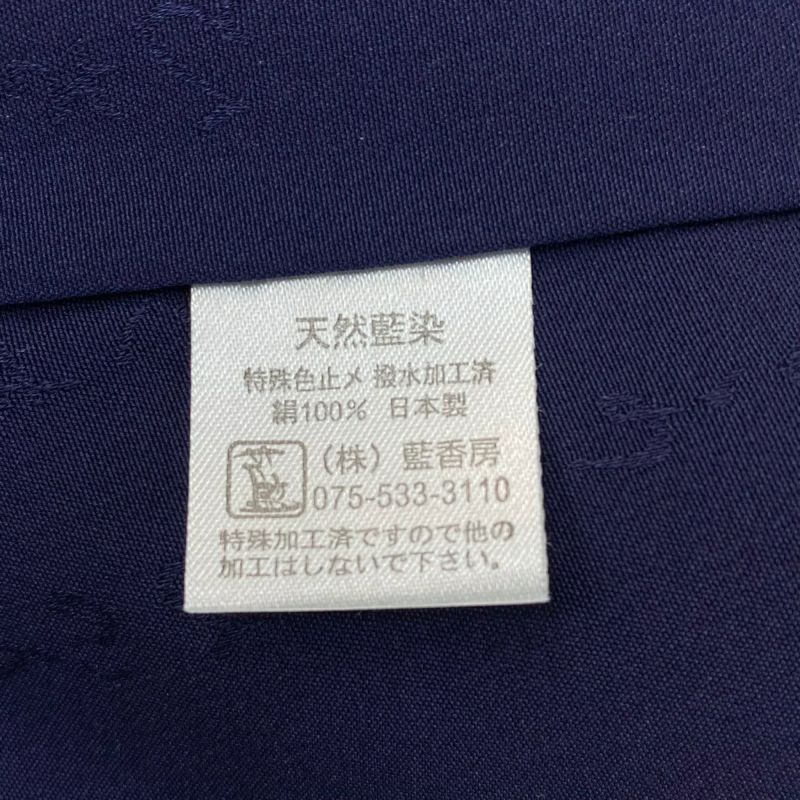 天然藍染
特殊色止メ 撥水加工済
絹100% 日本製
(株)藍香房
075-533-3110
特殊加工済ですので他の
加工はしないで下さい。